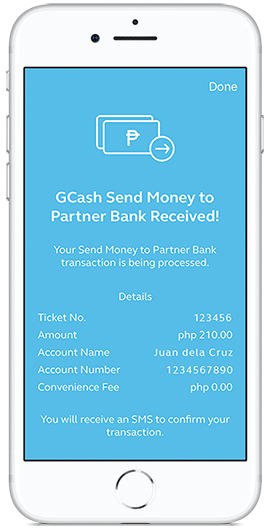 Done
₱
GCash Send Money to
Partner Bank Received!
Your Send Money to Partner Bank
transaction is being processed.
Details
Ticket No. 123456
Amount php 210.00
Account Name Juan dela Cruz
Account Number 1234567890
Convenience Fee php 0.00
You will receive an SMS to confirm your
transaction.